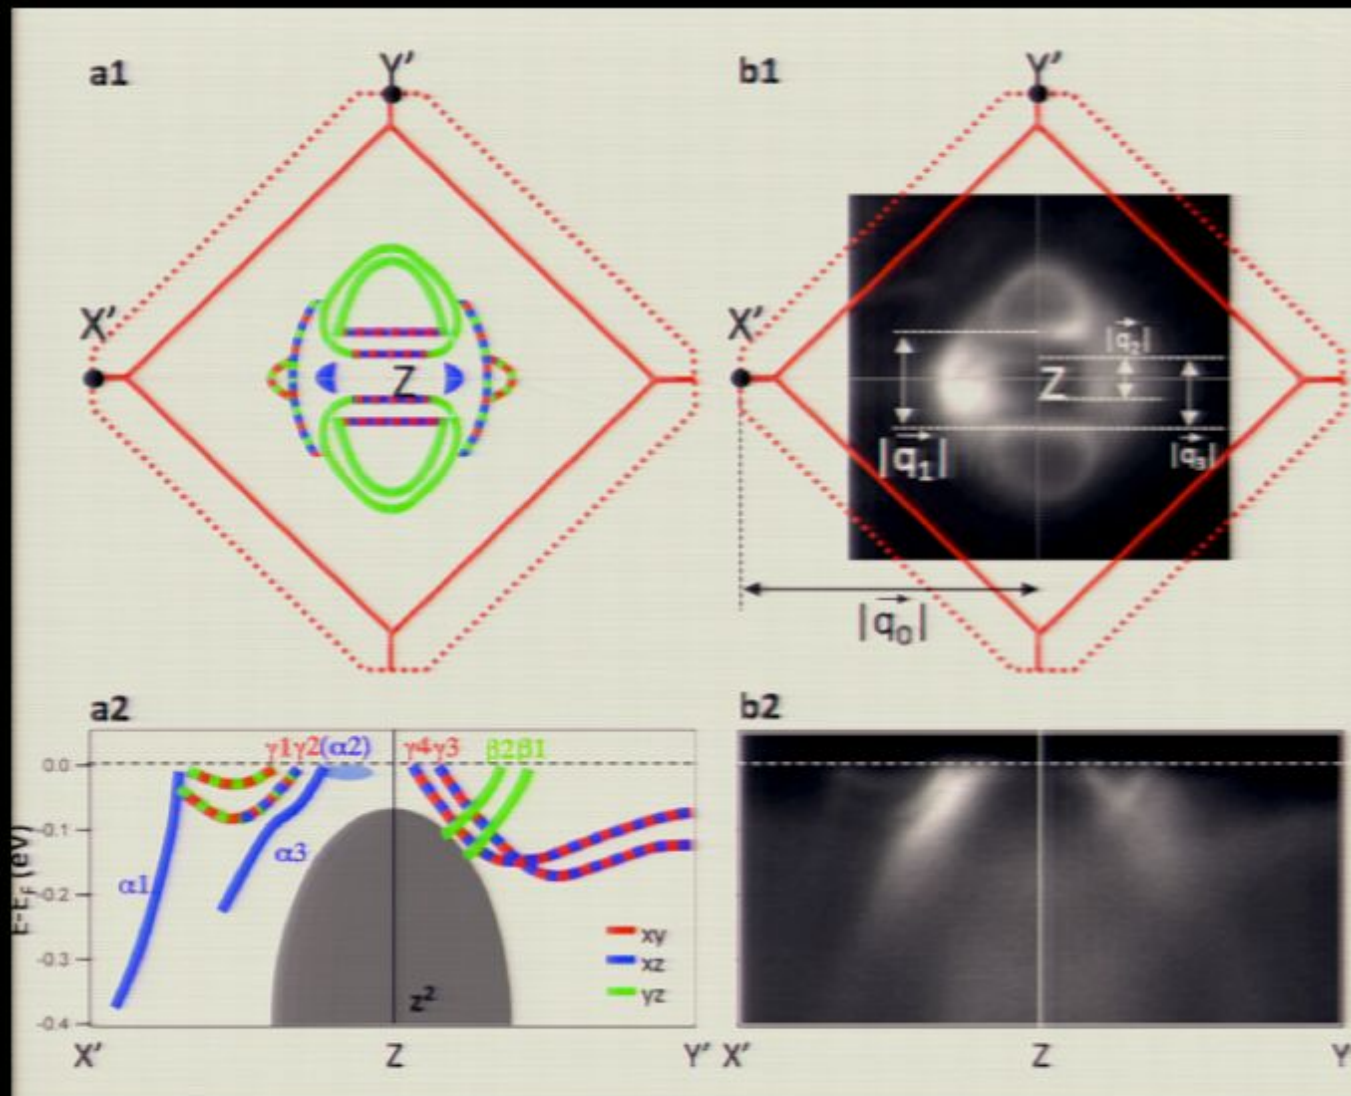 a1
Y'
X'
Z
b1
Y'
X'
Z
|q₂|
|q₁|
|q₃|
|q₀|
a2
γ1γ2(α2)
γ4γ3
β2β1
0.0
-0.1
-0.2
-0.3
-0.4
E-E_F (eV)
α1
α3
xy
xz
yz
z²
X'
Z
Y'
b2
X'
Z